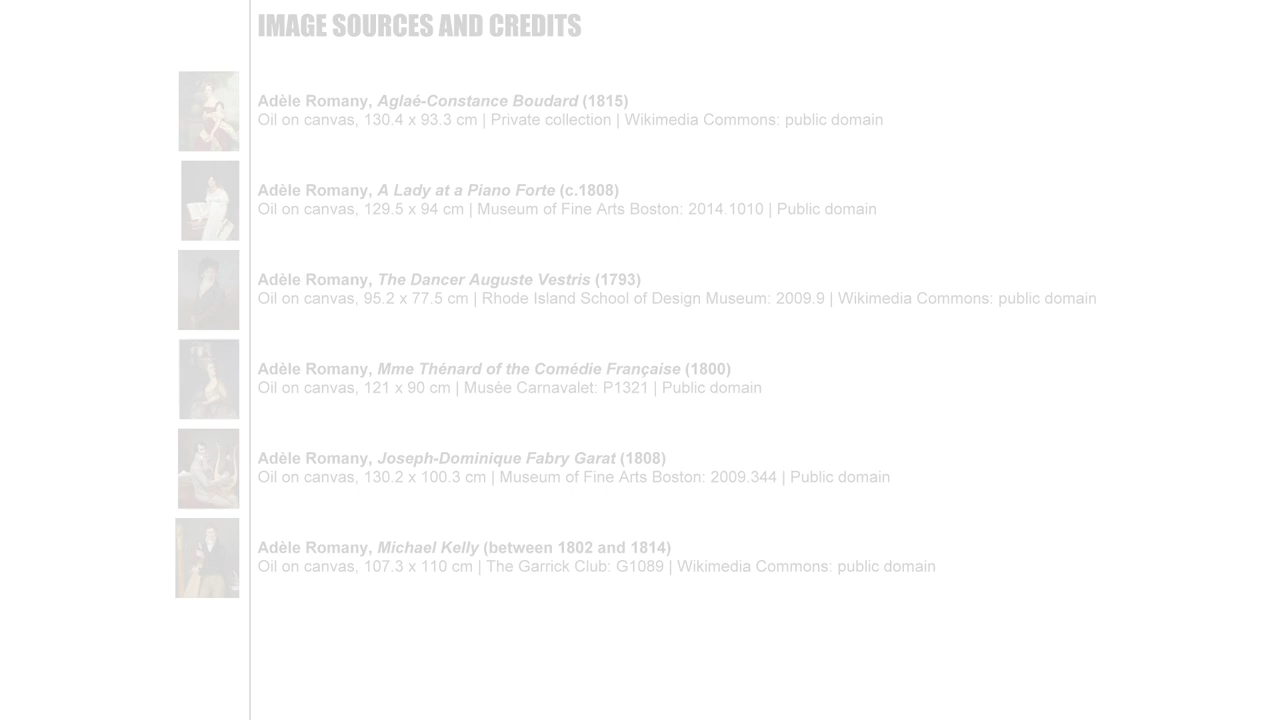 IMAGE SOURCES AND CREDITS
Adèle Romany, Aglaé-Constance Boudard (1815)
Oil on canvas, 130.4 x 93.3 cm | Private collection | Wikimedia Commons: public domain
Adèle Romany, A Lady at a Piano Forte (c.1808)
Oil on canvas, 129.5 x 94 cm | Museum of Fine Arts Boston: 2014.1010 | Public domain
Adèle Romany, The Dancer Auguste Vestris (1793)
Oil on canvas, 95.2 x 77.5 cm | Rhode Island School of Design Museum: 2009.9 | Wikimedia Commons: public domain
Adèle Romany, Mme Thénard of the Comédie Française (1800)
Oil on canvas, 121 x 90 cm | Musée Carnavalet: P1321 | Public domain
Adèle Romany, Joseph-Dominique Fabry Garat (1808)
Oil on canvas, 130.2 x 100.3 cm | Museum of Fine Arts Boston: 2009.344 | Public domain
Adèle Romany, Michael Kelly (between 1802 and 1814)
Oil on canvas, 107.3 x 110 cm | The Garrick Club: G1089 | Wikimedia Commons: public domain